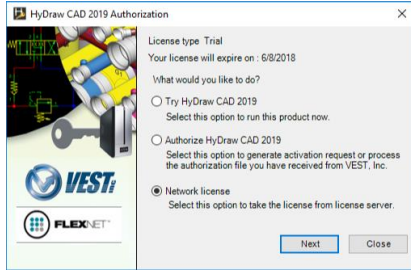 HyDraw CAD 2019 Authorization
License type Trial
Your license will expire on : 6/8/2018
What would you like to do?
Try HyDraw CAD 2019
Select this option to run this product now.
Authorize HyDraw CAD 2019
Select this option to generate activation request or process
the authorization file you have received from VEST, Inc.
Network license
Select this option to take the license from license server.
VEST
FLEXNET
Next
Close